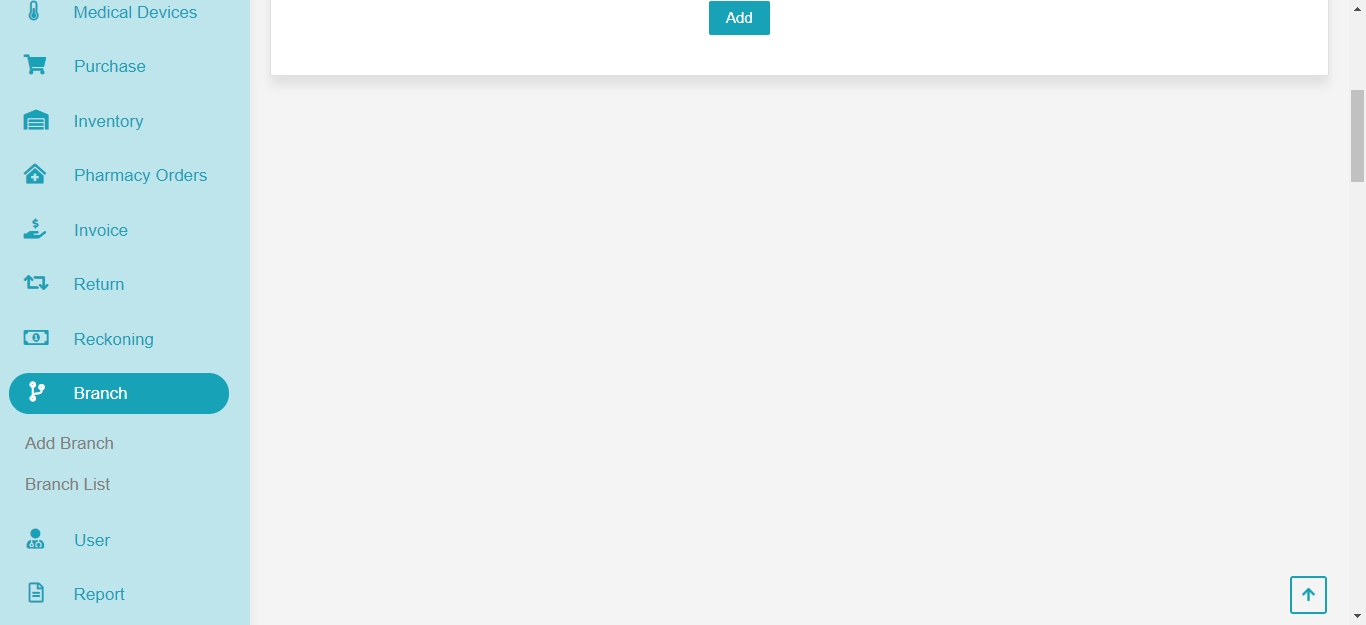 Medical Devices
Add
Purchase
Inventory
Pharmacy Orders
Invoice
Return
Reckoning
Branch
Add Branch
Branch List
User
Report